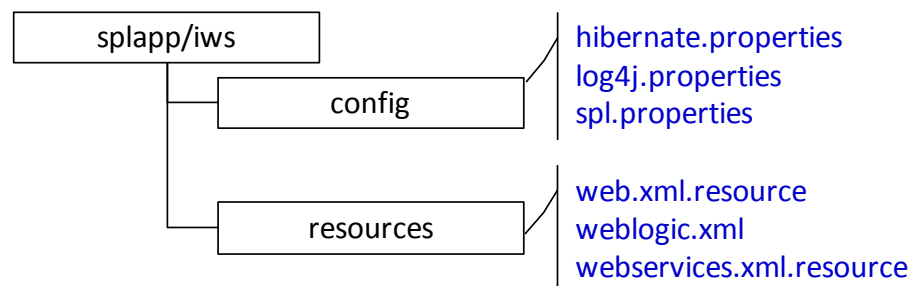 splapp/iws
config
hibernate.properties
log4j.properties
spl.properties
resources
web.xml.resource
weblogic.xml
webservices.xml.resource